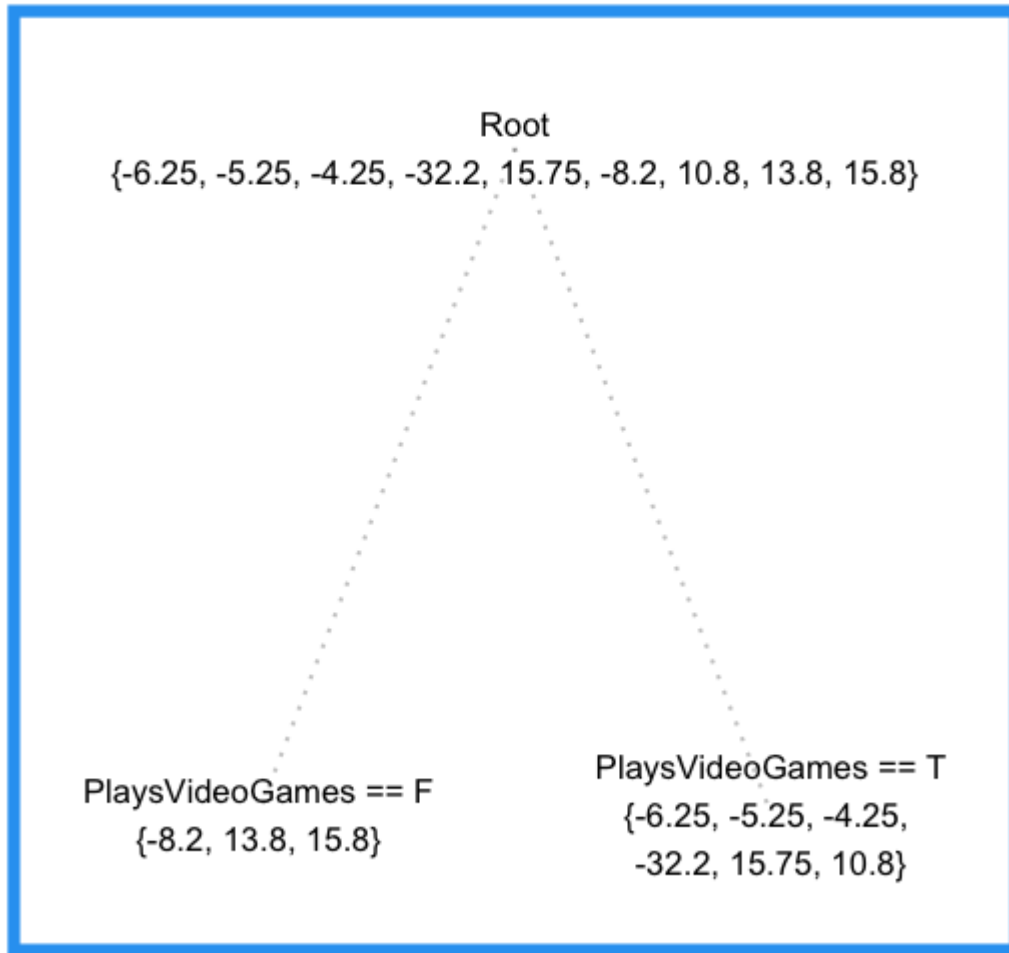 Root
{-6.25, -5.25, -4.25, -32.2, 15.75, -8.2, 10.8, 13.8, 15.8}
PlaysVideoGames == F
{-8.2, 13.8, 15.8}
PlaysVideoGames == T
{-6.25, -5.25, -4.25,
-32.2, 15.75, 10.8}